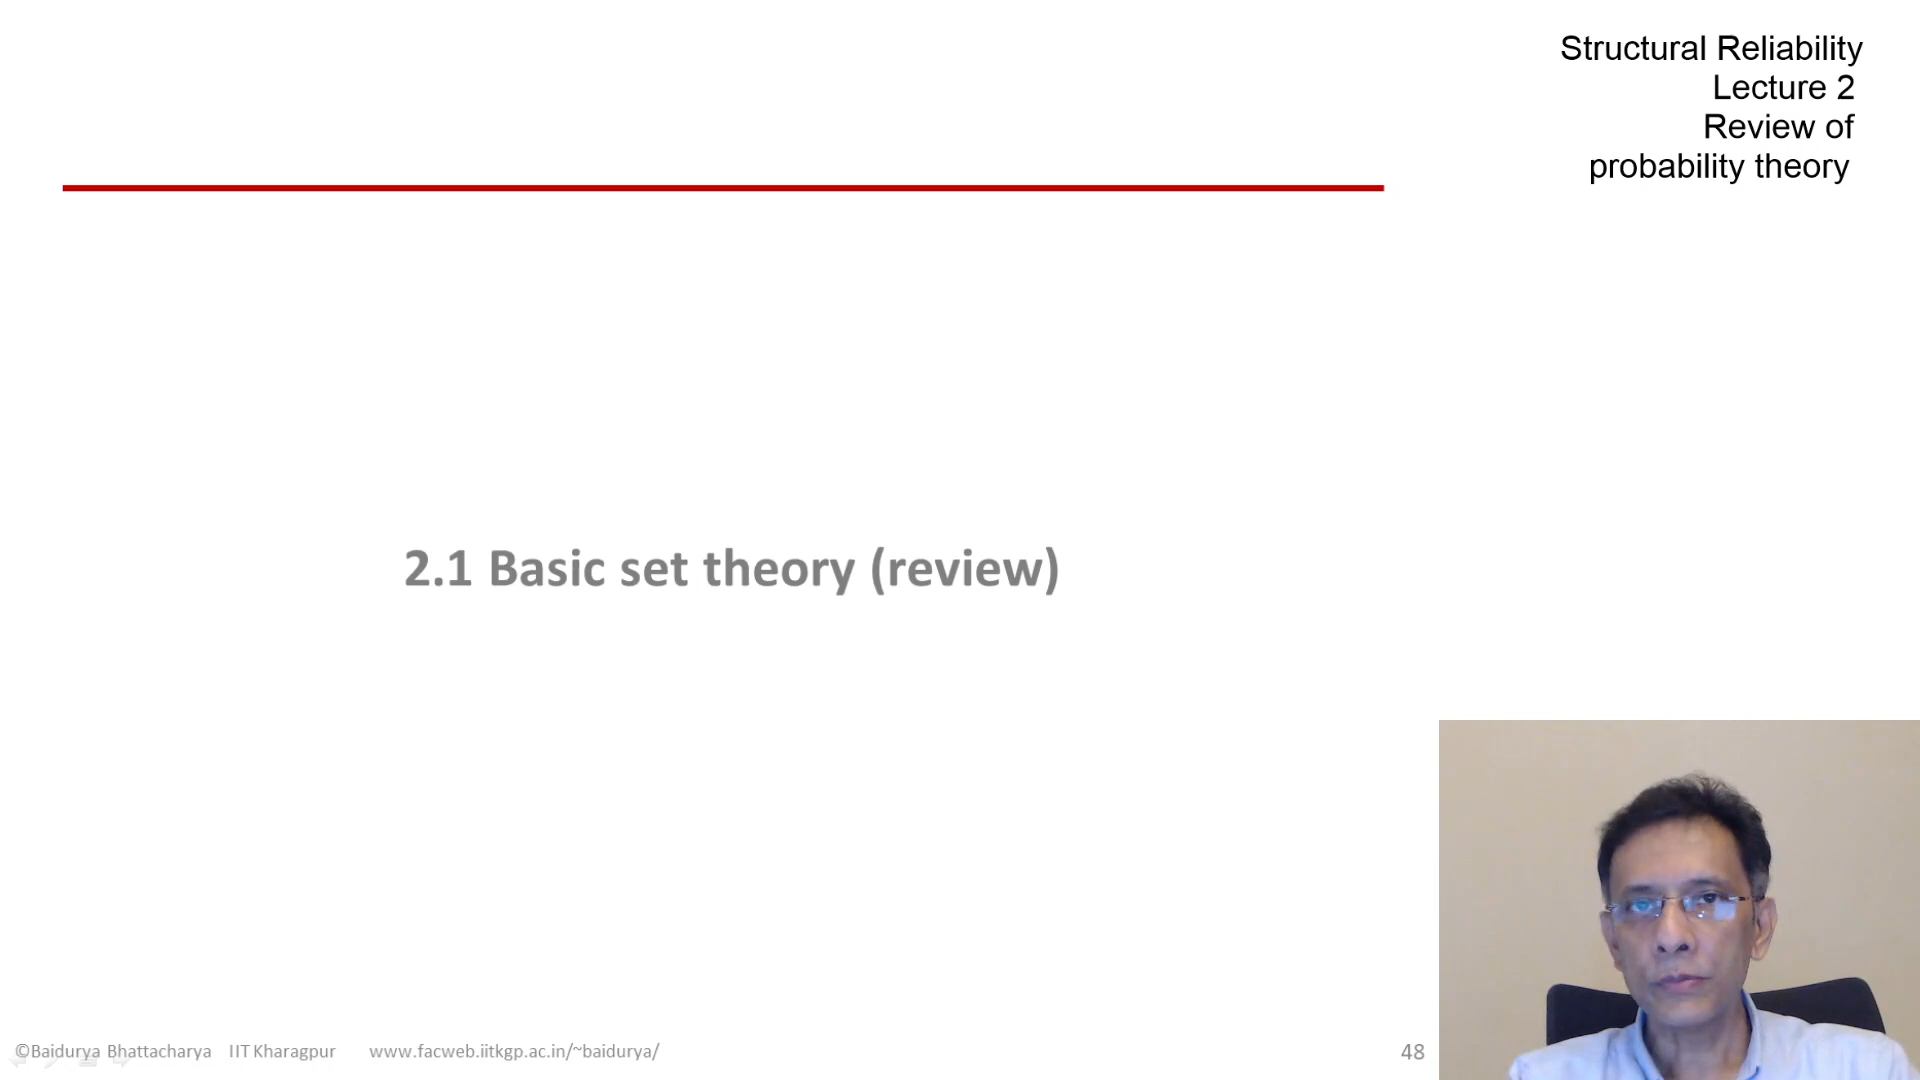 Structural Reliability
Lecture 2
Review of
probability theory
2.1 Basic set theory (review)
©Baidurya Bhattacharya IIT Kharagpur www.facweb.iitkgp.ac.in/~baidurya/
48